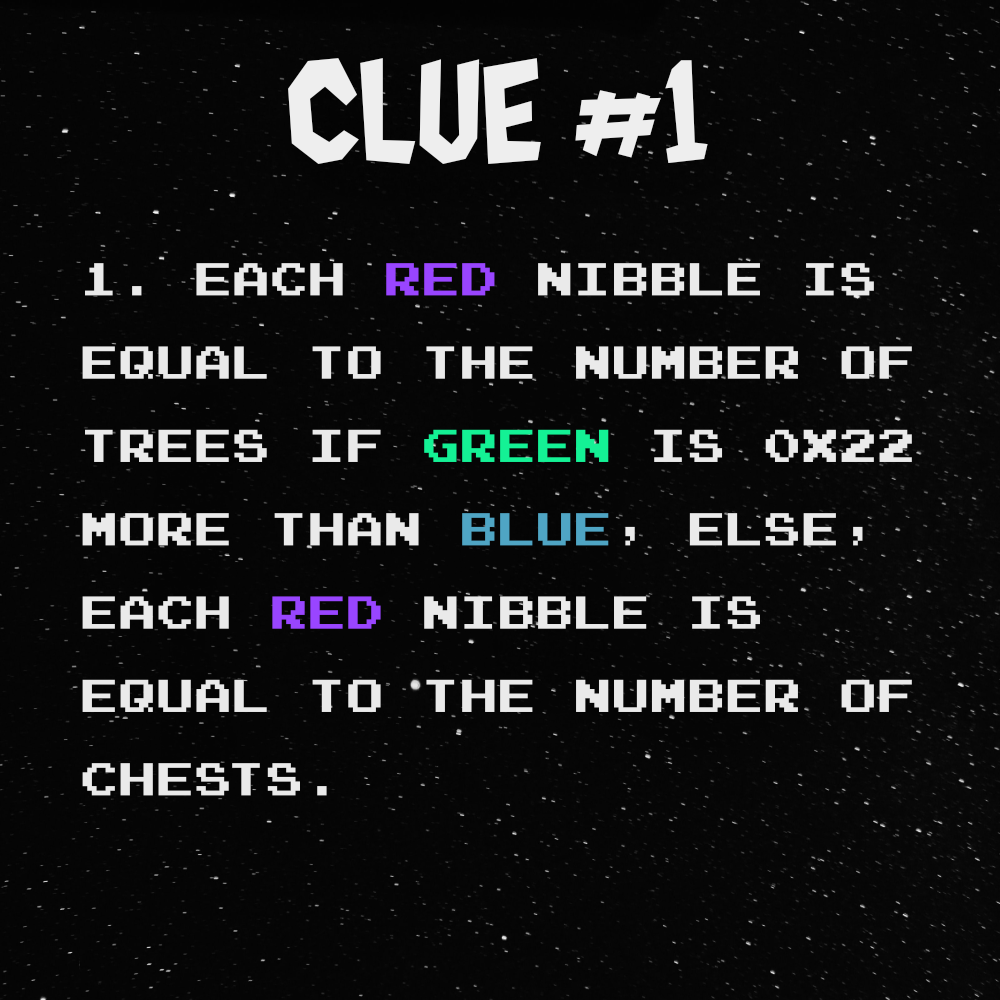 CLUE #1
1. EACH RED NIBBLE IS
EQUAL TO THE NUMBER OF
TREES IF GREEN IS 0X22
MORE THAN BLUE, ELSE,
EACH RED NIBBLE IS
EQUAL TO THE NUMBER OF
CHESTS.